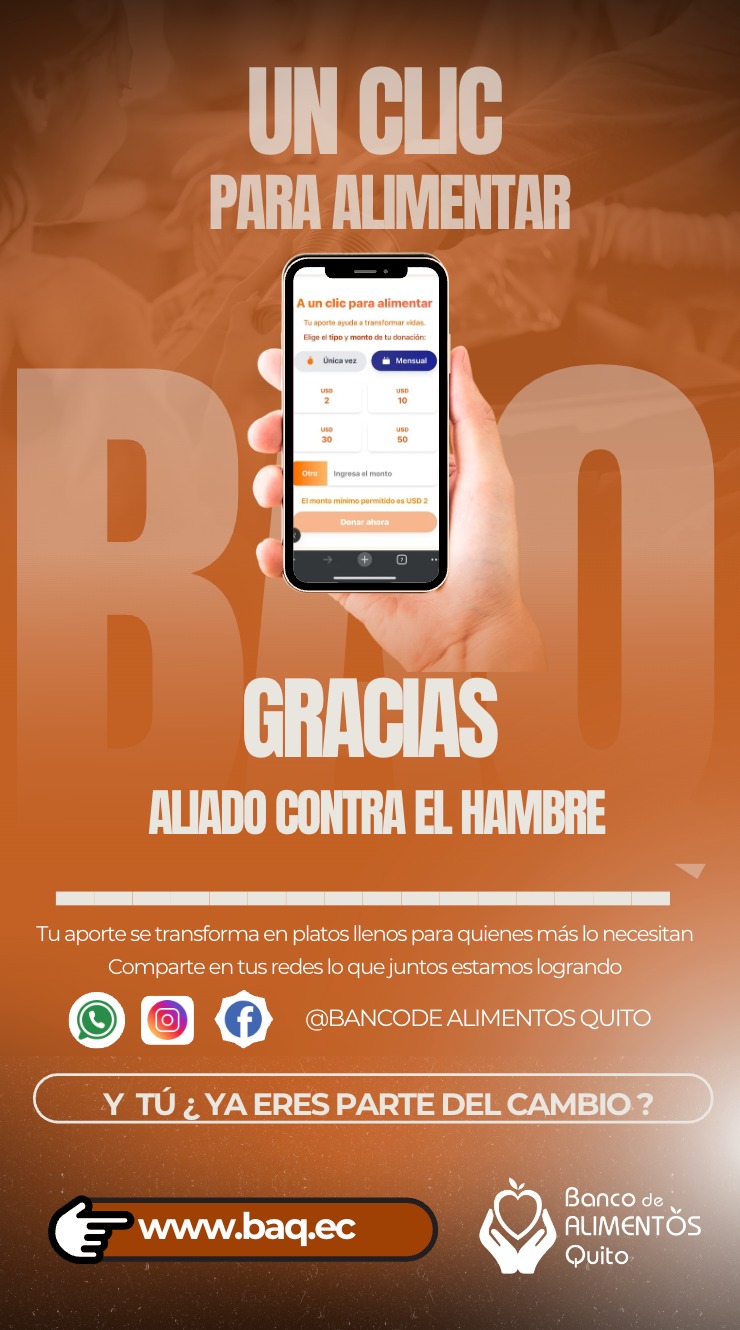 UN CLIC
PARA ALIMENTAR
BAQ
A un clic para alimentar
Tu aporte ayuda a transformar vidas.
Elige el tipo y monto de tu donación:
Única vez
Mensual
USD
2
USD
10
USD
30
USD
50
Otro
Ingresa el monto
El monto mínimo permitido es USD 2
Donar ahora
7
GRACIAS
ALIADO CONTRA EL HAMBRE
Tu aporte se transforma en platos llenos para quienes más lo necesitan
Comparte en tus redes lo que juntos estamos logrando
@BANCODE ALIMENTOS QUITO
Y TÚ ¿ YA ERES PARTE DEL CAMBIO ?
www.baq.ec
Banco de
ALIMENTOS
Quito